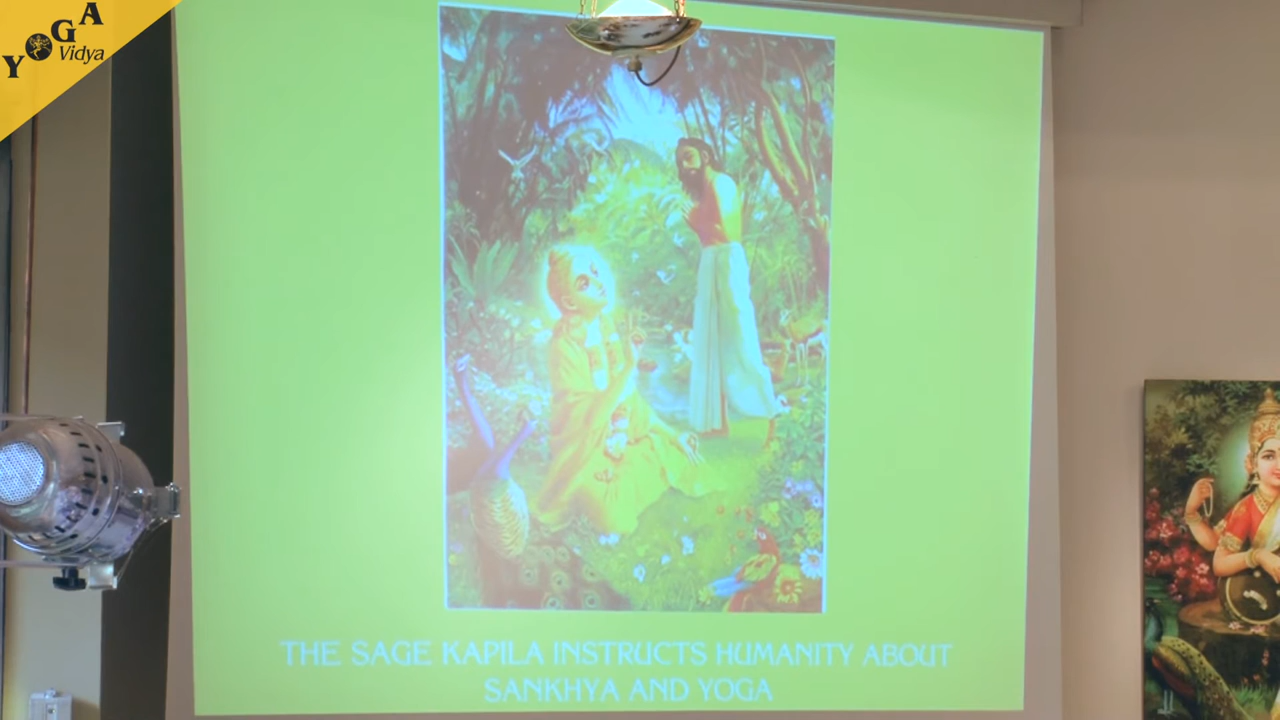 YOGA
Vidya
THE SAGE KAPILA INSTRUCTS HUMANITY ABOUT
SANKHYA AND YOGA